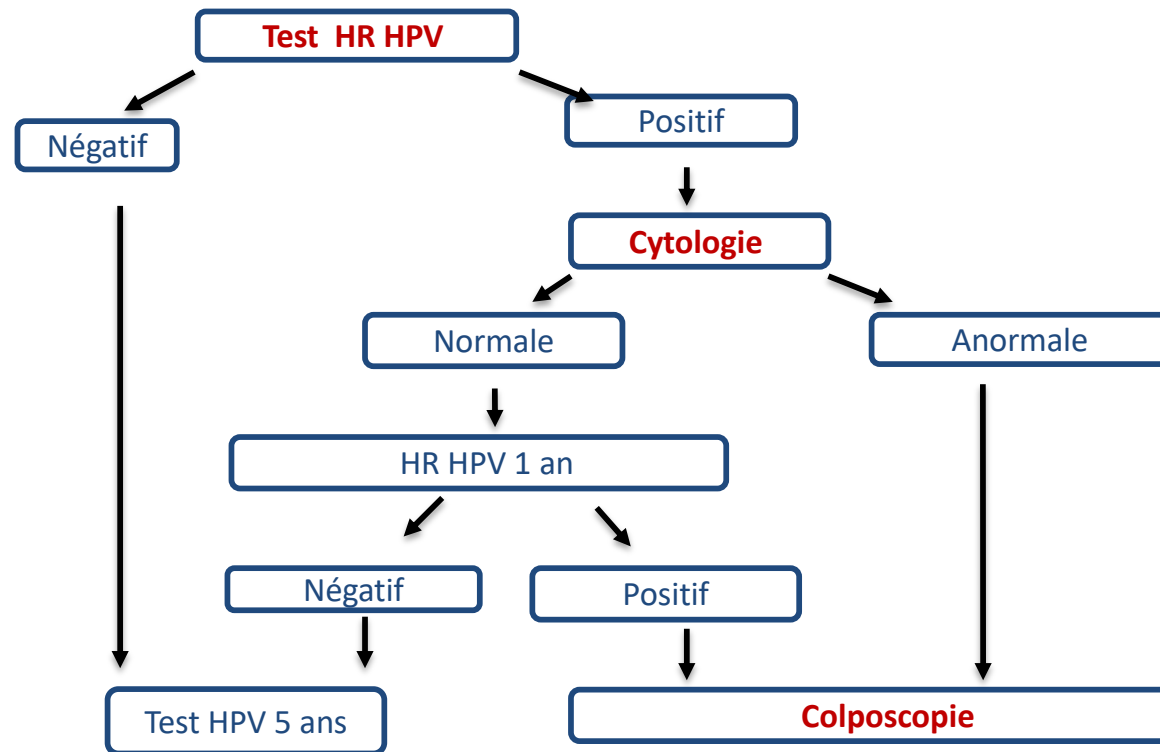 Test HR HPV
Négatif
Positif
Cytologie
Normale
Anormale
HR HPV 1 an
Négatif
Positif
Test HPV 5 ans
Colposcopie